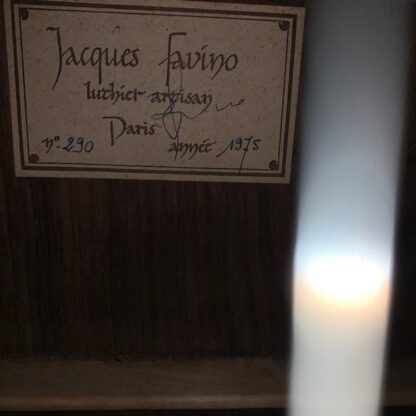 Jacques Favino
luthier artisan
Paris
n°. 290 année 1975